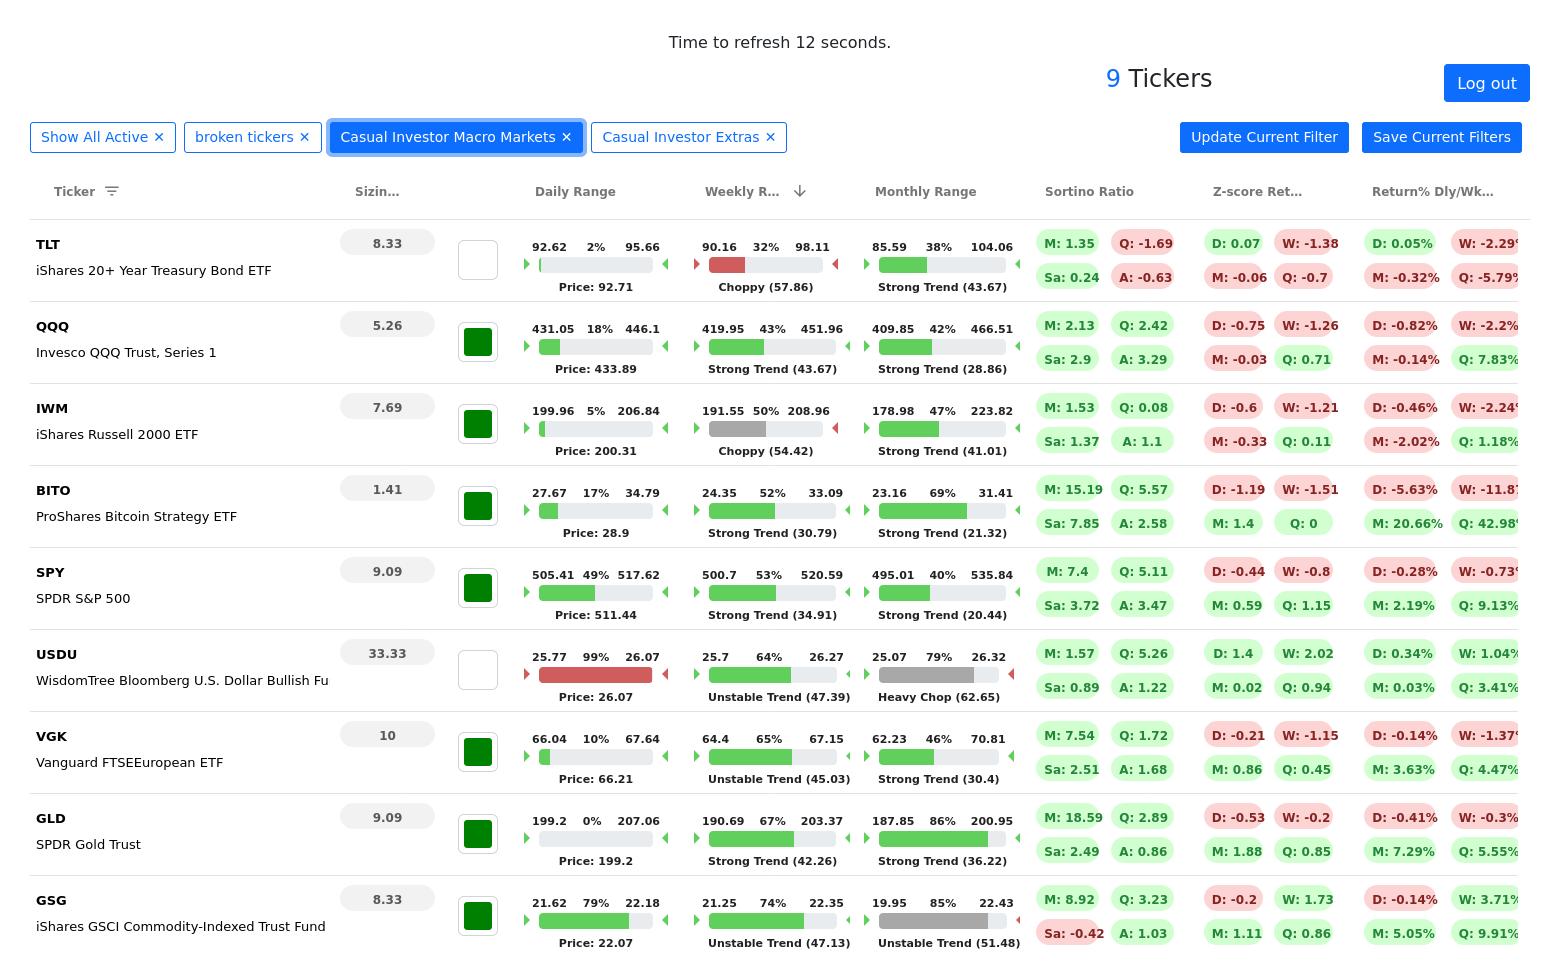 Time to refresh 12 seconds.
9 Tickers
Log out
Show All Active ✕ broken tickers ✕ Casual Investor Macro Markets ✕ Casual Investor Extras ✕ Update Current Filter Save Current Filters
Ticker Sizin... Daily Range Weekly R... Monthly Range Sortino Ratio Z-score Ret... Return% Dly/Wk...
TLT 8.33 92.62 2% 95.66 90.16 32% 98.11 85.59 38% 104.06 M: 1.35 Q: -1.69 D: 0.07 W: -1.38 D: 0.05% W: -2.29%
iShares 20+ Year Treasury Bond ETF Sa: 0.24 A: -0.63 M: -0.06 Q: -0.7 M: -0.32% Q: -5.79%
Price: 92.71 Choppy (57.86) Strong Trend (43.67)
QQQ 5.26 431.05 18% 446.1 419.95 43% 451.96 409.85 42% 466.51 M: 2.13 Q: 2.42 D: -0.75 W: -1.26 D: -0.82% W: -2.2%
Invesco QQQ Trust, Series 1 Sa: 2.9 A: 3.29 M: -0.03 Q: 0.71 M: -0.14% Q: 7.83%
Price: 433.89 Strong Trend (43.67) Strong Trend (28.86)
IWM 7.69 199.96 5% 206.84 191.55 50% 208.96 178.98 47% 223.82 M: 1.53 Q: 0.08 D: -0.6 W: -1.21 D: -0.46% W: -2.24%
iShares Russell 2000 ETF Sa: 1.37 A: 1.1 M: -0.33 Q: 0.11 M: -2.02% Q: 1.18%
Price: 200.31 Choppy (54.42) Strong Trend (41.01)
BITO 1.41 27.67 17% 34.79 24.35 52% 33.09 23.16 69% 31.41 M: 15.19 Q: 5.57 D: -1.19 W: -1.51 D: -5.63% W: -11.87
ProShares Bitcoin Strategy ETF Sa: 7.85 A: 2.58 M: 1.4 Q: 0 M: 20.66% Q: 42.98%
Price: 28.9 Strong Trend (30.79) Strong Trend (21.32)
SPY 9.09 505.41 49% 517.62 500.7 53% 520.59 495.01 40% 535.84 M: 7.4 Q: 5.11 D: -0.44 W: -0.8 D: -0.28% W: -0.73%
SPDR S&P 500 Sa: 3.72 A: 3.47 M: 0.59 Q: 1.15 M: 2.19% Q: 9.13%
Price: 511.44 Strong Trend (34.91) Strong Trend (20.44)
USDU 33.33 25.77 99% 26.07 25.7 64% 26.27 25.07 79% 26.32 M: 1.57 Q: 5.26 D: 1.4 W: 2.02 D: 0.34% W: 1.04%
WisdomTree Bloomberg U.S. Dollar Bullish Fu Sa: 0.89 A: 1.22 M: 0.02 Q: 0.94 M: 0.03% Q: 3.41%
Price: 26.07 Unstable Trend (47.39) Heavy Chop (62.65)
VGK 10 66.04 10% 67.64 64.4 65% 67.15 62.23 46% 70.81 M: 7.54 Q: 1.72 D: -0.21 W: -1.15 D: -0.14% W: -1.37%
Vanguard FTSEEuropean ETF Sa: 2.51 A: 1.68 M: 0.86 Q: 0.45 M: 3.63% Q: 4.47%
Price: 66.21 Unstable Trend (45.03) Strong Trend (30.4)
GLD 9.09 199.2 0% 207.06 190.69 67% 203.37 187.85 86% 200.95 M: 18.59 Q: 2.89 D: -0.53 W: -0.2 D: -0.41% W: -0.3%
SPDR Gold Trust Sa: 2.49 A: 0.86 M: 1.88 Q: 0.85 M: 7.29% Q: 5.55%
Price: 199.2 Strong Trend (42.26) Strong Trend (36.22)
GSG 8.33 21.62 79% 22.18 21.25 74% 22.35 19.95 85% 22.43 M: 8.92 Q: 3.23 D: -0.2 W: 1.73 D: -0.14% W: 3.71%
iShares GSCI Commodity-Indexed Trust Fund Sa: -0.42 A: 1.03 M: 1.11 Q: 0.86 M: 5.05% Q: 9.91%
Price: 22.07 Unstable Trend (47.13) Unstable Trend (51.48)